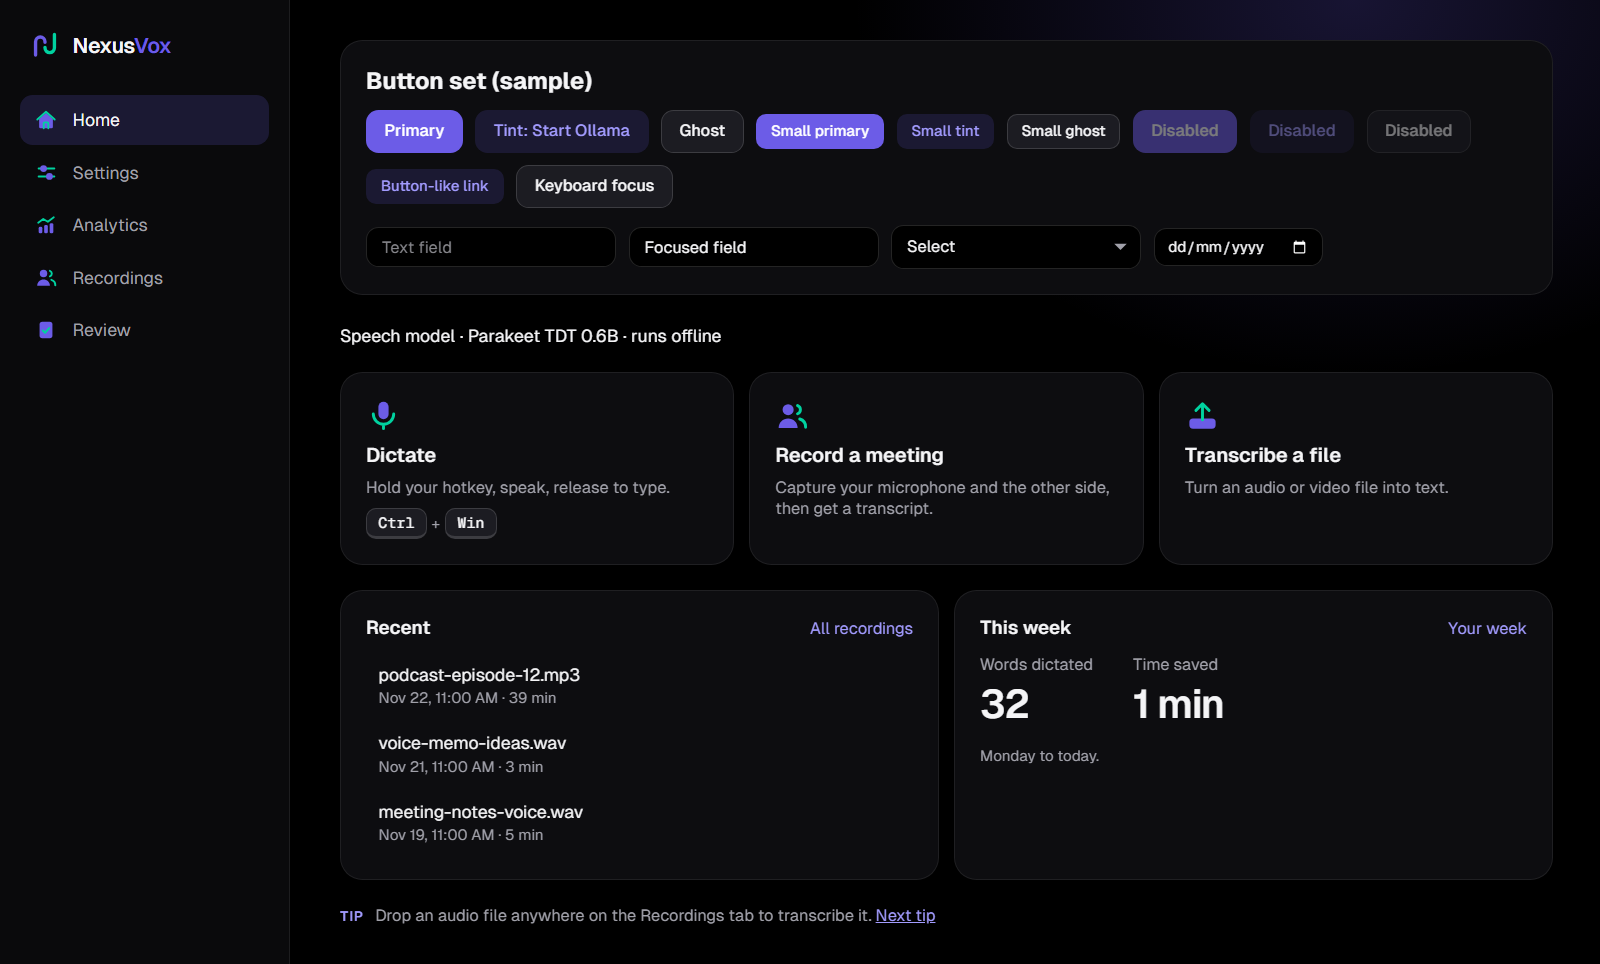 NexusVox
Home
Settings
Analytics
Recordings
Review
Button set (sample)
Primary
Tint: Start Ollama
Ghost
Small primary
Small tint
Small ghost
Disabled
Disabled
Disabled
Button-like link
Keyboard focus
Text field
Focused field
Select
dd/mm/yyyy
Speech model · Parakeet TDT 0.6B · runs offline
Dictate
Hold your hotkey, speak, release to type.
Ctrl + Win
Record a meeting
Capture your microphone and the other side,
then get a transcript.
Transcribe a file
Turn an audio or video file into text.
Recent
All recordings
podcast-episode-12.mp3
Nov 22, 11:00 AM · 39 min
voice-memo-ideas.wav
Nov 21, 11:00 AM · 3 min
meeting-notes-voice.wav
Nov 19, 11:00 AM · 5 min
This week
Your week
Words dictated
32
Time saved
1 min
Monday to today.
TIP Drop an audio file anywhere on the Recordings tab to transcribe it. Next tip